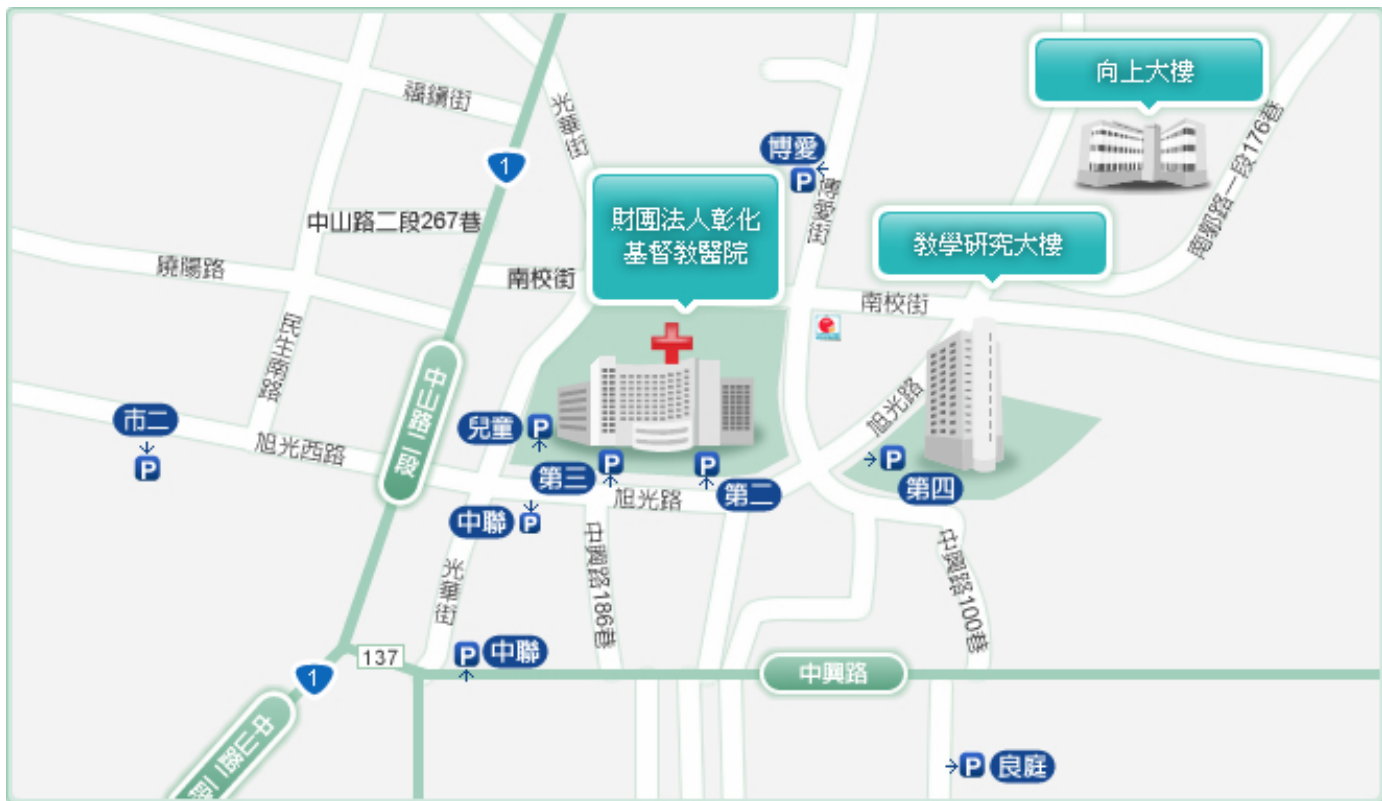 向上大樓
福鎮街
光華街
博愛
P
博愛街
1
財團法人彰化
基督教醫院
教學研究大樓
南郭路一段176巷
中山路二段267巷
曉陽路
南校街
南校街
民生南路
中山路二段
市二
P
旭光西路
兒童
P
第三
P
P
第二
旭光路
旭光路
P
第四
中聯
P
光華街
中興路186巷
中興路100巷
137
P
中聯
中興路
1
中山路二段
P
良庭